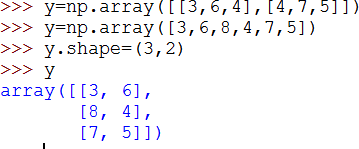 >>> y=np.array([[3,6,4],[4,7,5]])
>>> y=np.array([3,6,8,4,7,5])
>>> y.shape=(3,2)
>>> y
array([[3, 6],
       [8, 4],
       [7, 5]])